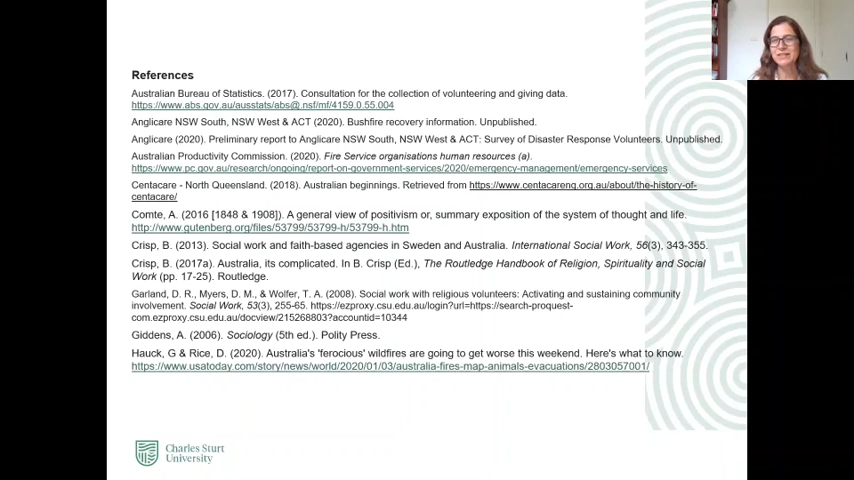 References
Australian Bureau of Statistics. (2017). Consultation for the collection of volunteering and giving data.
https://www.abs.gov.au/ausstats/abs@.nsf/mf/4159.0.55.004
Anglicare NSW South, NSW West & ACT (2020). Bushfire recovery information. Unpublished.
Anglicare (2020). Preliminary report to Anglicare NSW South, NSW West & ACT: Survey of Disaster Response Volunteers. Unpublished.
Australian Productivity Commission. (2020). Fire Service organisations human resources (a).
https://www.pc.gov.au/research/ongoing/report-on-government-services/2020/emergency-management/emergency-services
Centacare - North Queensland. (2018). Australian beginnings. Retrieved from https://www.centacarenq.org.au/about/the-history-of-
centacare/
Comte, A. (2016 [1848 & 1908]). A general view of positivism or, summary exposition of the system of thought and life.
http://www.gutenberg.org/files/53799/53799-h/53799-h.htm
Crisp, B. (2013). Social work and faith-based agencies in Sweden and Australia. International Social Work, 56(3), 343-355.
Crisp, B. (2017a). Australia, its complicated. In B. Crisp (Ed.), The Routledge Handbook of Religion, Spirituality and Social
Work (pp. 17-25). Routledge.
Garland, D. R., Myers, D. M., & Wolfer, T. A. (2008). Social work with religious volunteers: Activating and sustaining community
involvement. Social Work, 53(3), 255-65. https://ezproxy.csu.edu.au/login?url=https://search-proquest-
com.ezproxy.csu.edu.au/docview/215268803?accountid=10344
Giddens, A. (2006). Sociology (5th ed.). Polity Press.
Hauck, G & Rice, D. (2020). Australia's 'ferocious' wildfires are going to get worse this weekend. Here's what to know.
https://www.usatoday.com/story/news/world/2020/01/03/australia-fires-map-animals-evacuations/2803057001/
Charles Sturt
University